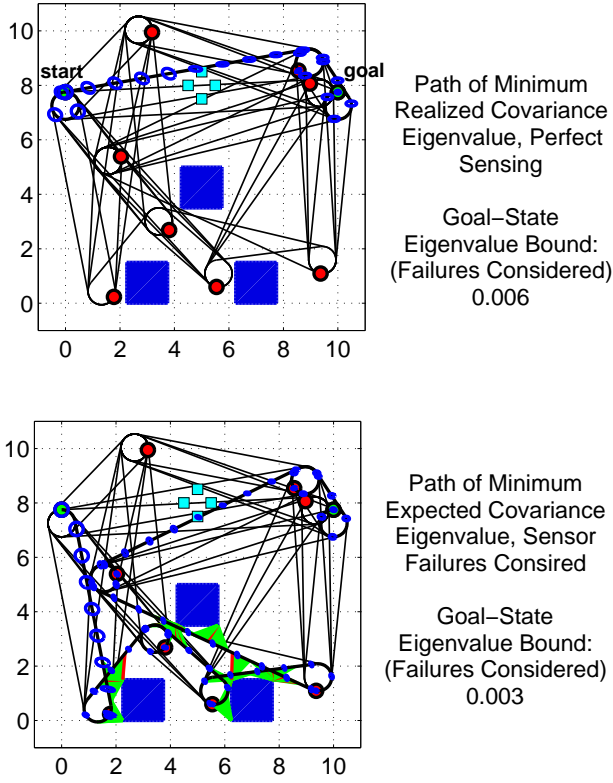 10
8
6
4
2
0
0 2 4 6 8 10
start
goal
Path of Minimum
Realized Covariance
Eigenvalue, Perfect
Sensing
Goal−State
Eigenvalue Bound:
(Failures Considered)
0.006
10
8
6
4
2
0
0 2 4 6 8 10
Path of Minimum
Expected Covariance
Eigenvalue, Sensor
Failures Consired
Goal−State
Eigenvalue Bound:
(Failures Considered)
0.003